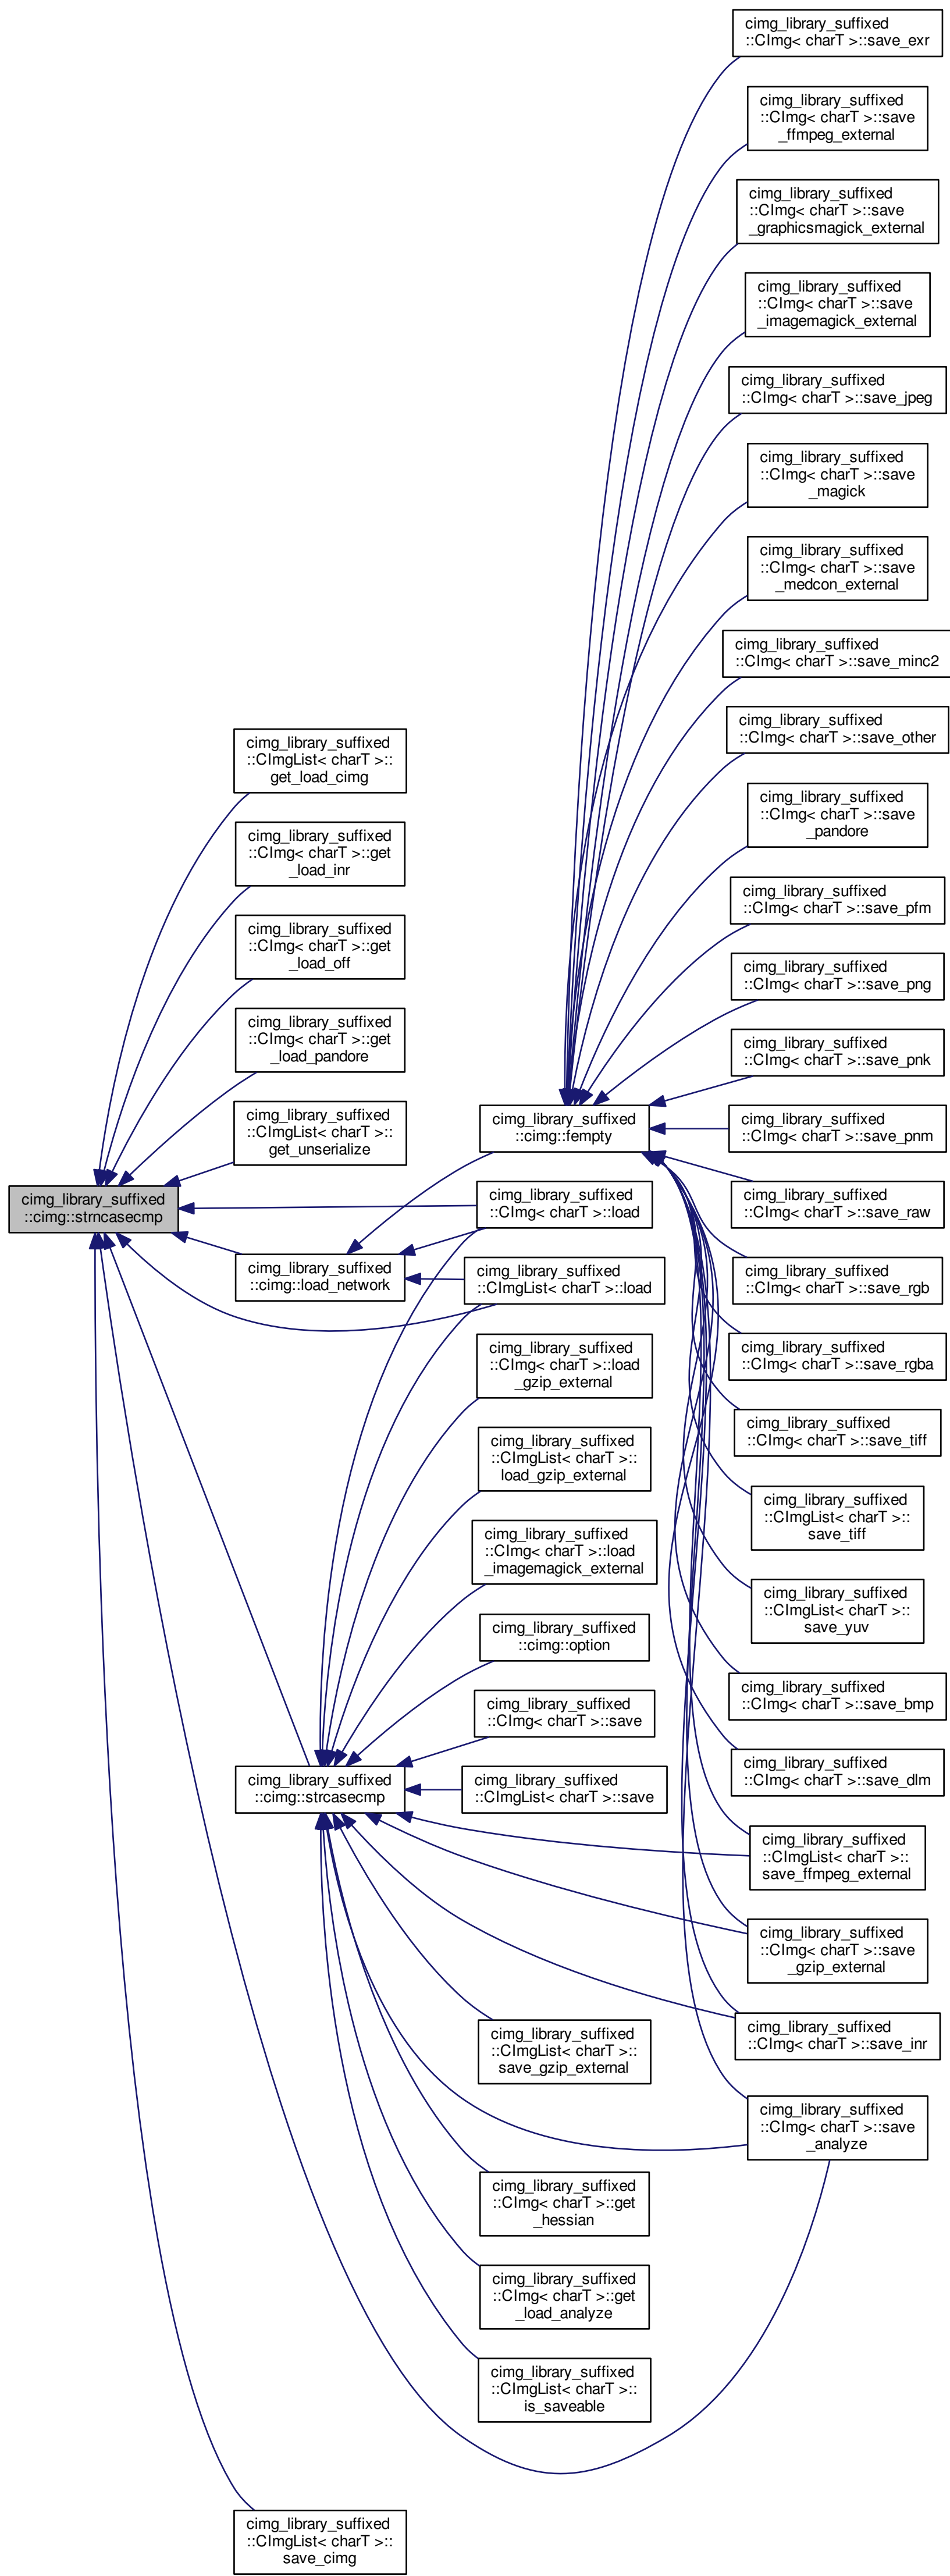 cimg_library_suffixed
::cimg::strncasecmp
cimg_library_suffixed
::CImgList< charT >::
get_load_cimg
cimg_library_suffixed
::CImg< charT >::get
_load_inr
cimg_library_suffixed
::CImg< charT >::get
_load_off
cimg_library_suffixed
::CImg< charT >::get
_load_pandore
cimg_library_suffixed
::CImgList< charT >::
get_unserialize
cimg_library_suffixed
::cimg::load_network
cimg_library_suffixed
::cimg::strcasecmp
cimg_library_suffixed
::CImgList< charT >::
save_cimg
cimg_library_suffixed
::cimg::fempty
cimg_library_suffixed
::CImg< charT >::load
cimg_library_suffixed
::CImgList< charT >::load
cimg_library_suffixed
::CImg< charT >::load
_gzip_external
cimg_library_suffixed
::CImgList< charT >::
load_gzip_external
cimg_library_suffixed
::CImg< charT >::load
_imagemagick_external
cimg_library_suffixed
::cimg::option
cimg_library_suffixed
::CImg< charT >::save
cimg_library_suffixed
::CImgList< charT >::save
cimg_library_suffixed
::CImgList< charT >::
save_gzip_external
cimg_library_suffixed
::CImg< charT >::get
_hessian
cimg_library_suffixed
::CImg< charT >::get
_load_analyze
cimg_library_suffixed
::CImgList< charT >::
is_saveable
cimg_library_suffixed
::CImg< charT >::save_exr
cimg_library_suffixed
::CImg< charT >::save
_ffmpeg_external
cimg_library_suffixed
::CImg< charT >::save
_graphicsmagick_external
cimg_library_suffixed
::CImg< charT >::save
_imagemagick_external
cimg_library_suffixed
::CImg< charT >::save_jpeg
cimg_library_suffixed
::CImg< charT >::save
_magick
cimg_library_suffixed
::CImg< charT >::save
_medcon_external
cimg_library_suffixed
::CImg< charT >::save_minc2
cimg_library_suffixed
::CImg< charT >::save_other
cimg_library_suffixed
::CImg< charT >::save
_pandore
cimg_library_suffixed
::CImg< charT >::save_pfm
cimg_library_suffixed
::CImg< charT >::save_png
cimg_library_suffixed
::CImg< charT >::save_pnk
cimg_library_suffixed
::CImg< charT >::save_pnm
cimg_library_suffixed
::CImg< charT >::save_raw
cimg_library_suffixed
::CImg< charT >::save_rgb
cimg_library_suffixed
::CImg< charT >::save_rgba
cimg_library_suffixed
::CImg< charT >::save_tiff
cimg_library_suffixed
::CImgList< charT >::
save_tiff
cimg_library_suffixed
::CImgList< charT >::
save_yuv
cimg_library_suffixed
::CImg< charT >::save_bmp
cimg_library_suffixed
::CImg< charT >::save_dlm
cimg_library_suffixed
::CImgList< charT >::
save_ffmpeg_external
cimg_library_suffixed
::CImg< charT >::save
_gzip_external
cimg_library_suffixed
::CImg< charT >::save_inr
cimg_library_suffixed
::CImg< charT >::save
_analyze